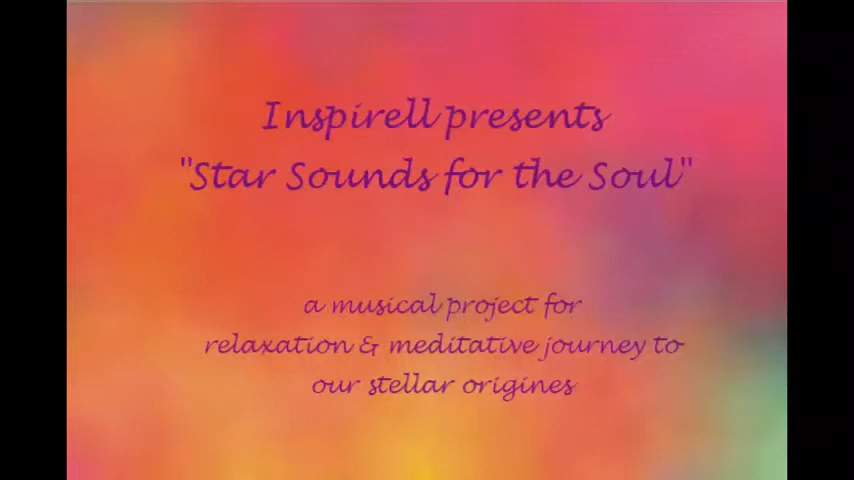 Inspirell presents
"Star Sounds for the Soul"
a musical project for
relaxation & meditative journey to
our stellar origines